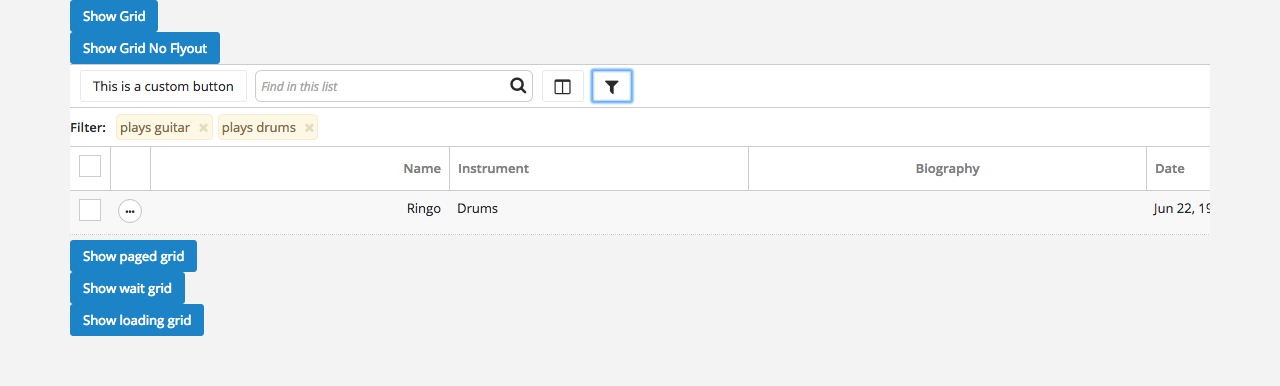 Show Grid
Show Grid No Flyout
This is a custom button Find in this list
Filter: plays guitar × plays drums ×
Name Instrument Biography Date
Ringo Drums Jun 22, 19
Show paged grid
Show wait grid
Show loading grid